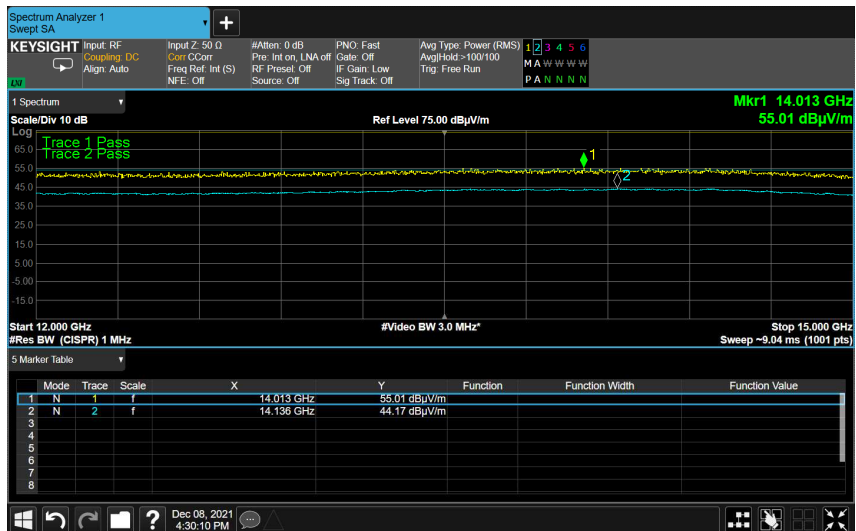 Spectrum Analyzer 1
Swept SA
+
KEYSIGHT Input: RF Input Z: 50 Ω #Atten: 0 dB PNO: Fast Avg Type: Power (RMS) 1 2 3 4 5 6
Coupling: DC Corr CCorr Pre: Int on, LNA off Gate: Off Avg|Hold:>100/100 M A W W W W
Align: Auto Freq Ref: Int (S) RF Presel: Off IF Gain: Low Trig: Free Run
NFE: Off Source: Off Sig Track: Off P A N N N N
LXI
1 Spectrum Mkr1 14.013 GHz
Scale/Div 10 dB Ref Level 75.00 dBµV/m 55.01 dBµV/m
Log
Trace 1 Pass
Trace 2 Pass
65.0
1
55.0
2
45.0
35.0
25.0
15.0
5.00
-5.00
-15.0
Start 12.000 GHz #Video BW 3.0 MHz* Stop 15.000 GHz
#Res BW (CISPR) 1 MHz Sweep ~9.04 ms (1001 pts)
5 Marker Table
Mode Trace Scale X Y Function Function Width Function Value
1 N 1 f 14.013 GHz 55.01 dBµV/m
2 N 2 f 14.136 GHz 44.17 dBµV/m
3
4
5
6
7
8
? Dec 08, 2021
4:30:10 PM